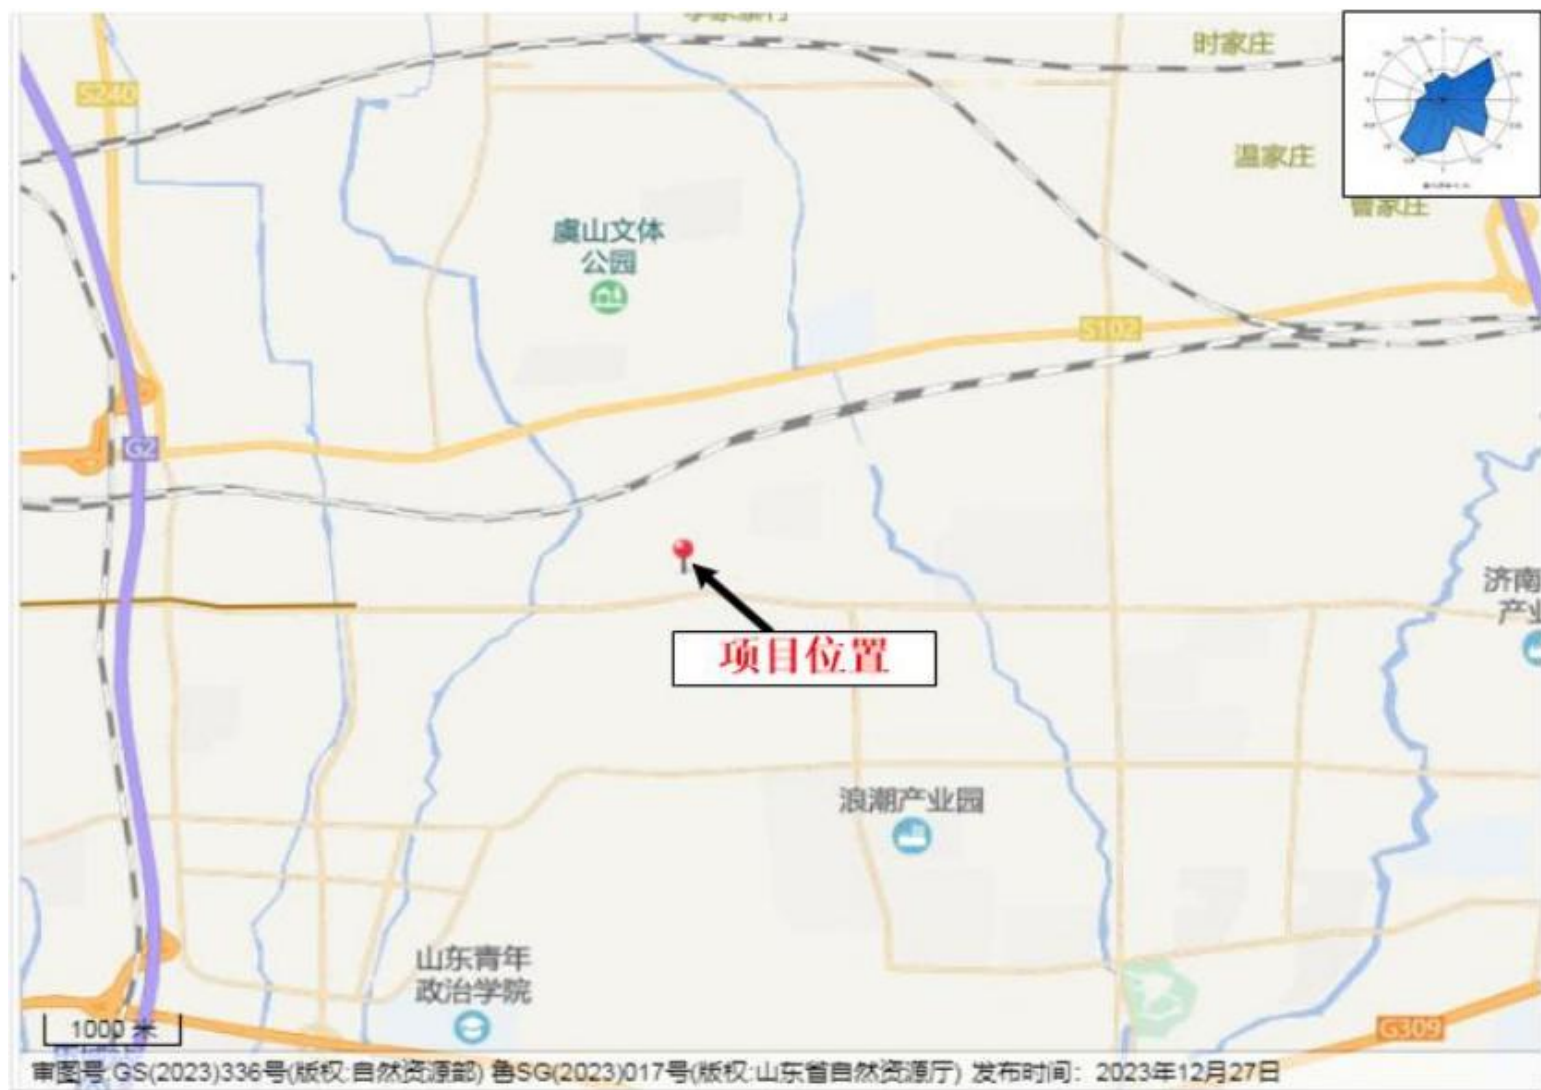 S240
时家庄
温家庄
曹家庄
虞山文体
公园
S102
G2
济南
产业
项目位置
浪潮产业园
山东青年
政治学院
1000 米
G309
审图号 GS(2023)336号(版权:自然资源部) 鲁SG(2023)017号(版权:山东省自然资源厅) 发布时间：2023年12月27日